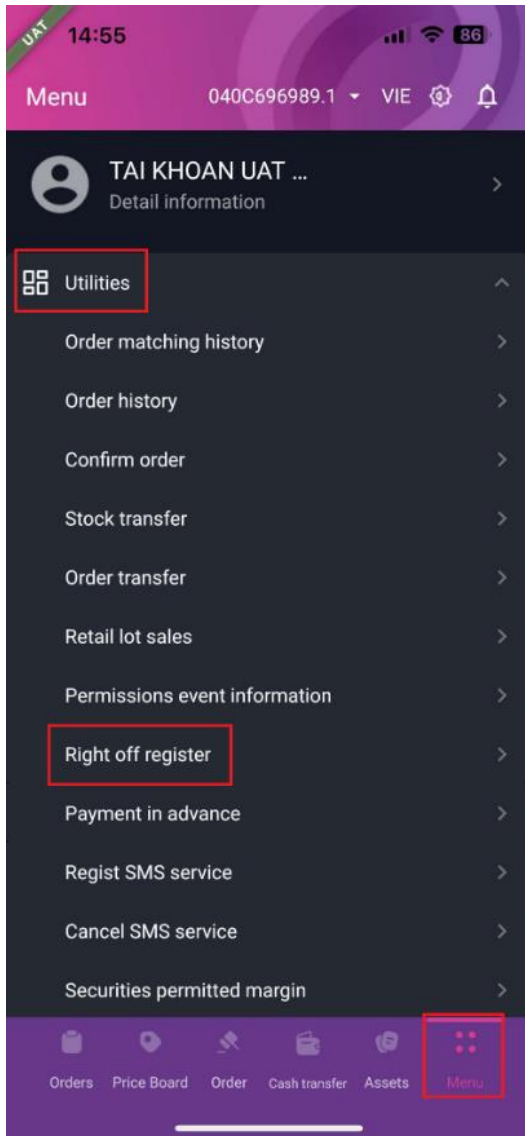 UAT
14:55
86
Menu
040C696989.1
VIE
TAI KHOAN UAT ...
Detail information
Utilities
Order matching history
Order history
Confirm order
Stock transfer
Order transfer
Retail lot sales
Permissions event information
Right off register
Payment in advance
Regist SMS service
Cancel SMS service
Securities permitted margin
Orders Price Board Order Cash transfer Assets Menu